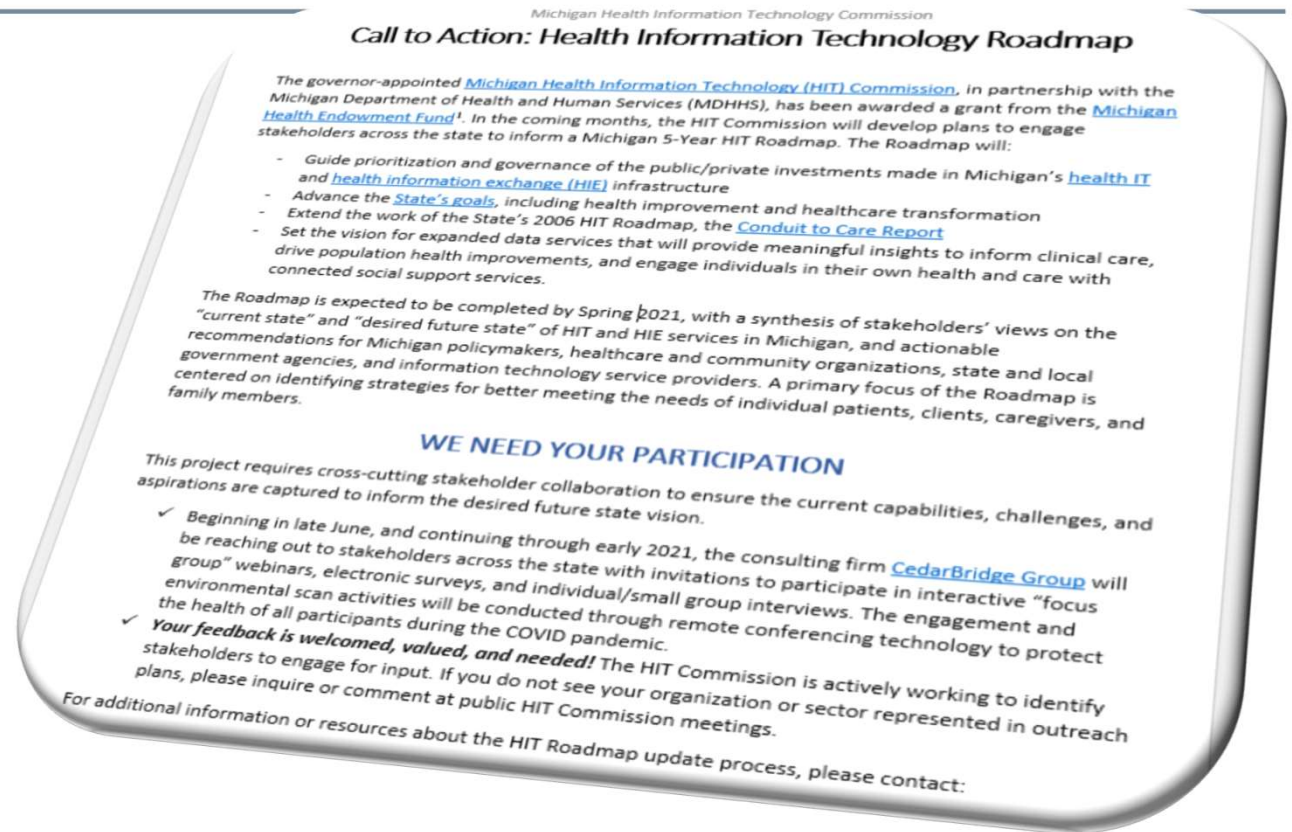 Michigan Health Information Technology Commission
Call to Action: Health Information Technology Roadmap
The governor-appointed Michigan Health Information Technology (HIT) Commission, in partnership with the
Michigan Department of Health and Human Services (MDHHS), has been awarded a grant from the Michigan
Health Endowment Fund¹. In the coming months, the HIT Commission will develop plans to engage
stakeholders across the state to inform a Michigan 5-Year HIT Roadmap. The Roadmap will:
- Guide prioritization and governance of the public/private investments made in Michigan's health IT
and health information exchange (HIE) infrastructure
- Advance the State's goals, including health improvement and healthcare transformation
- Extend the work of the State's 2006 HIT Roadmap, the Conduit to Care Report
- Set the vision for expanded data services that will provide meaningful insights to inform clinical care,
drive population health improvements, and engage individuals in their own health and care with
connected social support services.
The Roadmap is expected to be completed by Spring 2021, with a synthesis of stakeholders' views on the
"current state" and "desired future state" of HIT and HIE services in Michigan, and actionable
recommendations for Michigan policymakers, healthcare and community organizations, state and local
government agencies, and information technology service providers. A primary focus of the Roadmap is
centered on identifying strategies for better meeting the needs of individual patients, clients, caregivers, and
family members.
WE NEED YOUR PARTICIPATION
This project requires cross-cutting stakeholder collaboration to ensure the current capabilities, challenges, and
aspirations are captured to inform the desired future state vision.
✓ Beginning in late June, and continuing through early 2021, the consulting firm CedarBridge Group will
be reaching out to stakeholders across the state with invitations to participate in interactive "focus
group" webinars, electronic surveys, and individual/small group interviews. The engagement and
environmental scan activities will be conducted through remote conferencing technology to protect
the health of all participants during the COVID pandemic.
✓ Your feedback is welcomed, valued, and needed! The HIT Commission is actively working to identify
stakeholders to engage for input. If you do not see your organization or sector represented in outreach
plans, please inquire or comment at public HIT Commission meetings.
For additional information or resources about the HIT Roadmap update process, please contact: